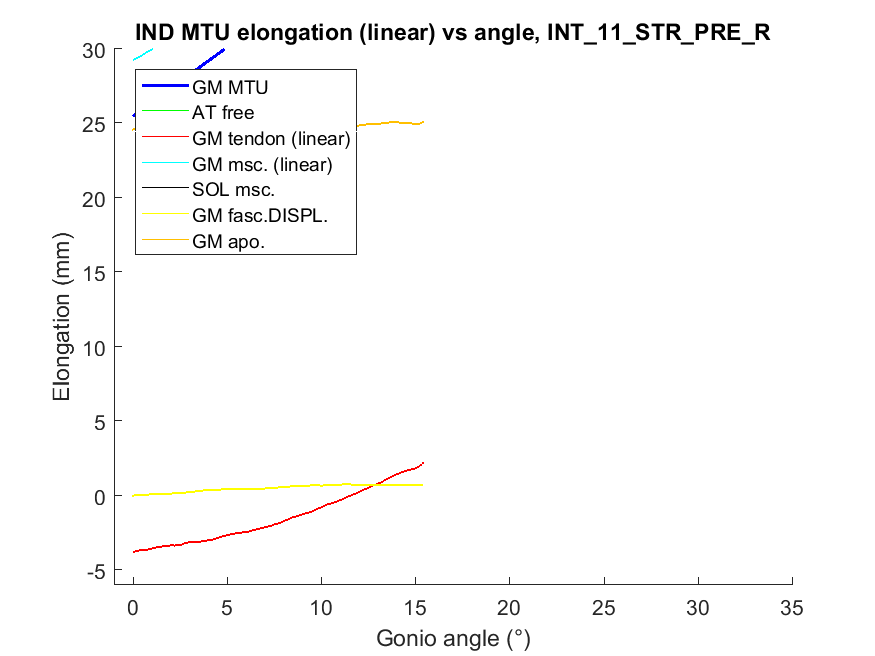 IND MTU elongation (linear) vs angle, INT_11_STR_PRE_R
30
25
20
15
10
5
0
-5
Elongation (mm)
GM MTU
AT free
GM tendon (linear)
GM msc. (linear)
SOL msc.
GM fasc.DISPL.
GM apo.
0 5 10 15 20 25 30 35
Gonio angle (°)